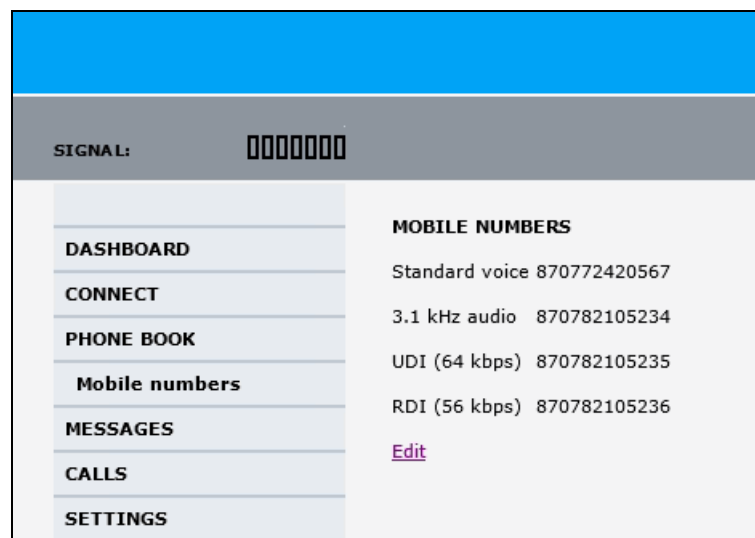 SIGNAL:
DASHBOARD
CONNECT
PHONE BOOK
Mobile numbers
MESSAGES
CALLS
SETTINGS
MOBILE NUMBERS
Standard voice 870772420567
3.1 kHz audio 870782105234
UDI (64 kbps) 870782105235
RDI (56 kbps) 870782105236
Edit